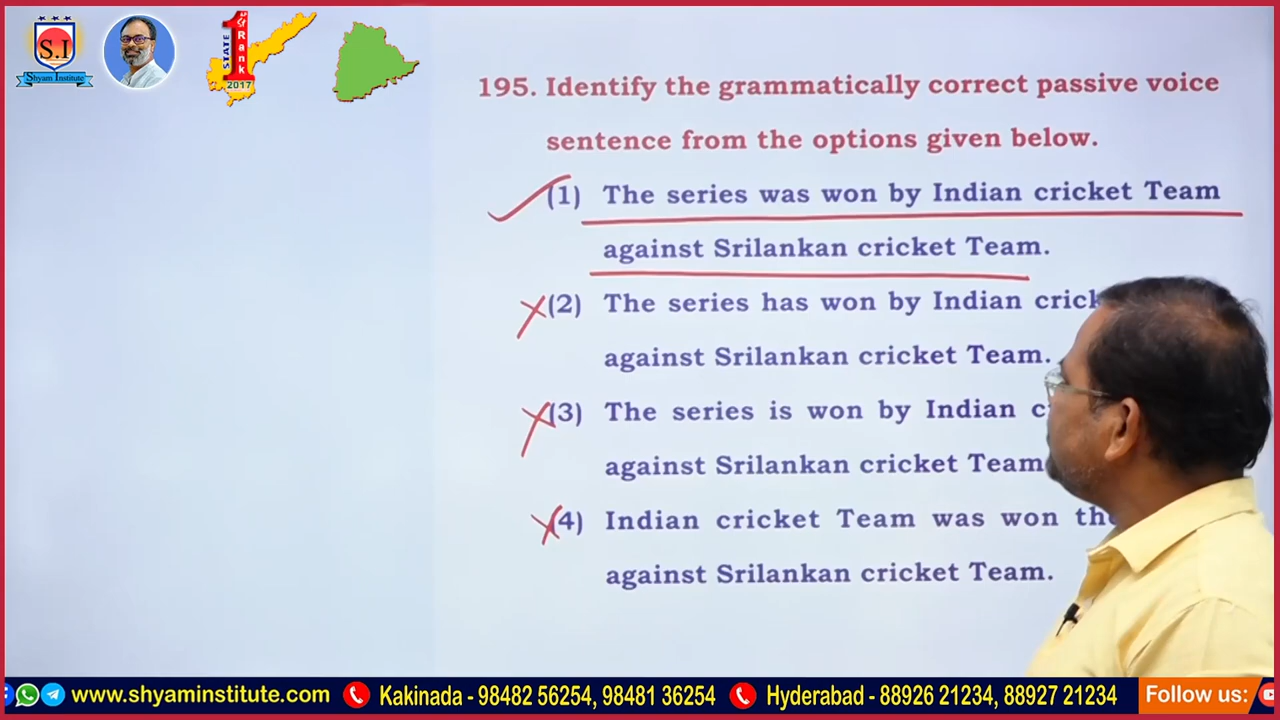 S.I
Shyam Institute
STATE
1
Rank
2017
195. Identify the grammatically correct passive voice
sentence from the options given below.
(1) The series was won by Indian cricket Team
against Srilankan cricket Team.
(2) The series has won by Indian
against Srilankan cricket Team.
(3) The series is won by Indian
against Srilankan cricket Team
(4) Indian cricket Team was won
against Srilankan cricket Team.
www.shyaminstitute.com Kakinada - 98482 56254, 98481 36254 Hyderabad - 88926 21234, 88927 21234 Follow us: